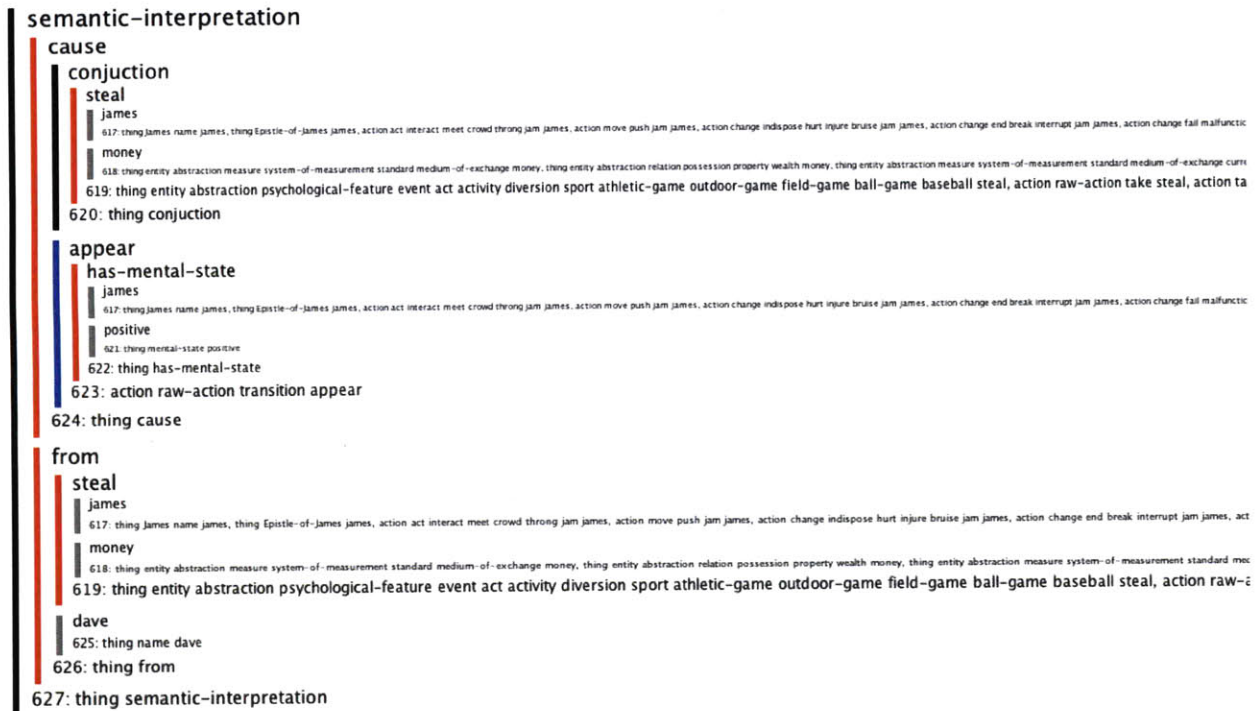 semantic-interpretation
cause
conjuction
steal
james
617: thing James name james, thing Epistle-of-James james, action act interact meet crowd throng jam james, action move push jam james, action change indispose hurt injure bruise jam james, action change end break interrupt jam james, action change fail malfunctic
money
618: thing entity abstraction measure system-of-measurement standard medium-of-exchange money, thing entity abstraction relation possession property wealth money, thing entity abstraction measure system-of-measurement standard medium-of-exchange curre
619: thing entity abstraction psychological-feature event act activity diversion sport athletic-game outdoor-game field-game ball-game baseball steal, action raw-action take steal, action ta
620: thing conjuction
appear
has-mental-state
james
617: thing James name james, thing Epistle-of-James james, action act interact meet crowd throng jam james, action move push jam james, action change indispose hurt injure bruise jam james, action change end break interrupt jam james, action change fail malfunctic
positive
621: thing mental-state positive
622: thing has-mental-state
623: action raw-action transition appear
624: thing cause
from
steal
james
617: thing James name james, thing Epistle-of-James james, action act interact meet crowd throng jam james, action move push jam james, action change indispose hurt injure bruise jam james, action change end break interrupt jam james, act
money
618: thing entity abstraction measure system-of-measurement standard medium-of-exchange money, thing entity abstraction relation possession property wealth money, thing entity abstraction measure system-of-measurement standard med
619: thing entity abstraction psychological-feature event act activity diversion sport athletic-game outdoor-game field-game ball-game baseball steal, action raw-a
dave
625: thing name dave
626: thing from
627: thing semantic-interpretation